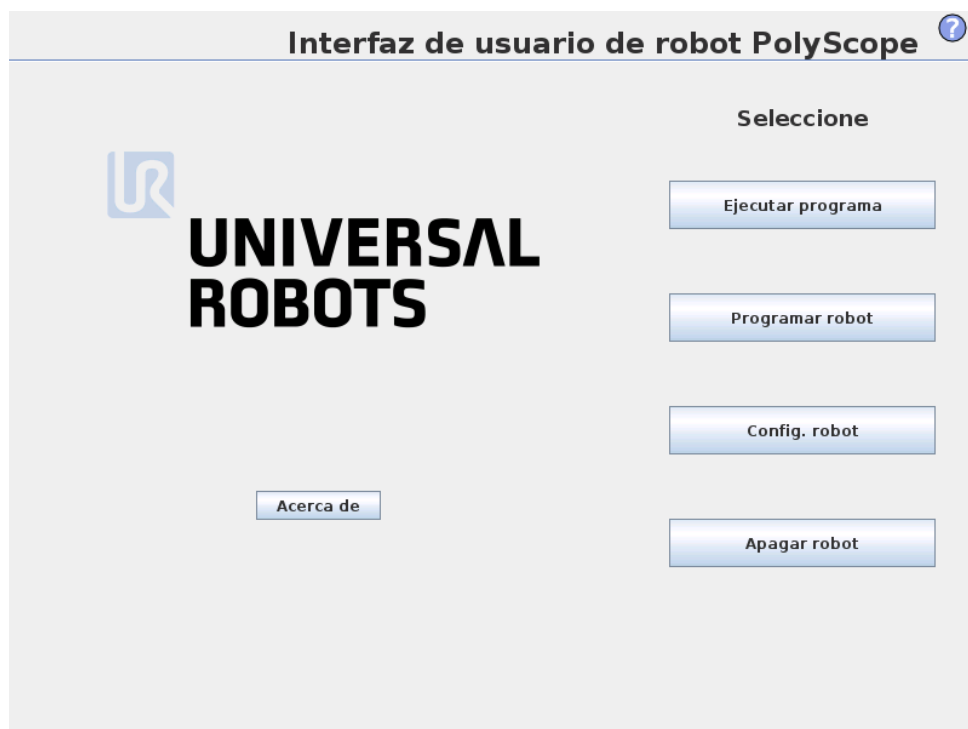 Interfaz de usuario de robot PolyScope
?
Seleccione
UR
UNIVERSAL
ROBOTS
Ejecutar programa
Programar robot
Config. robot
Acerca de
Apagar robot